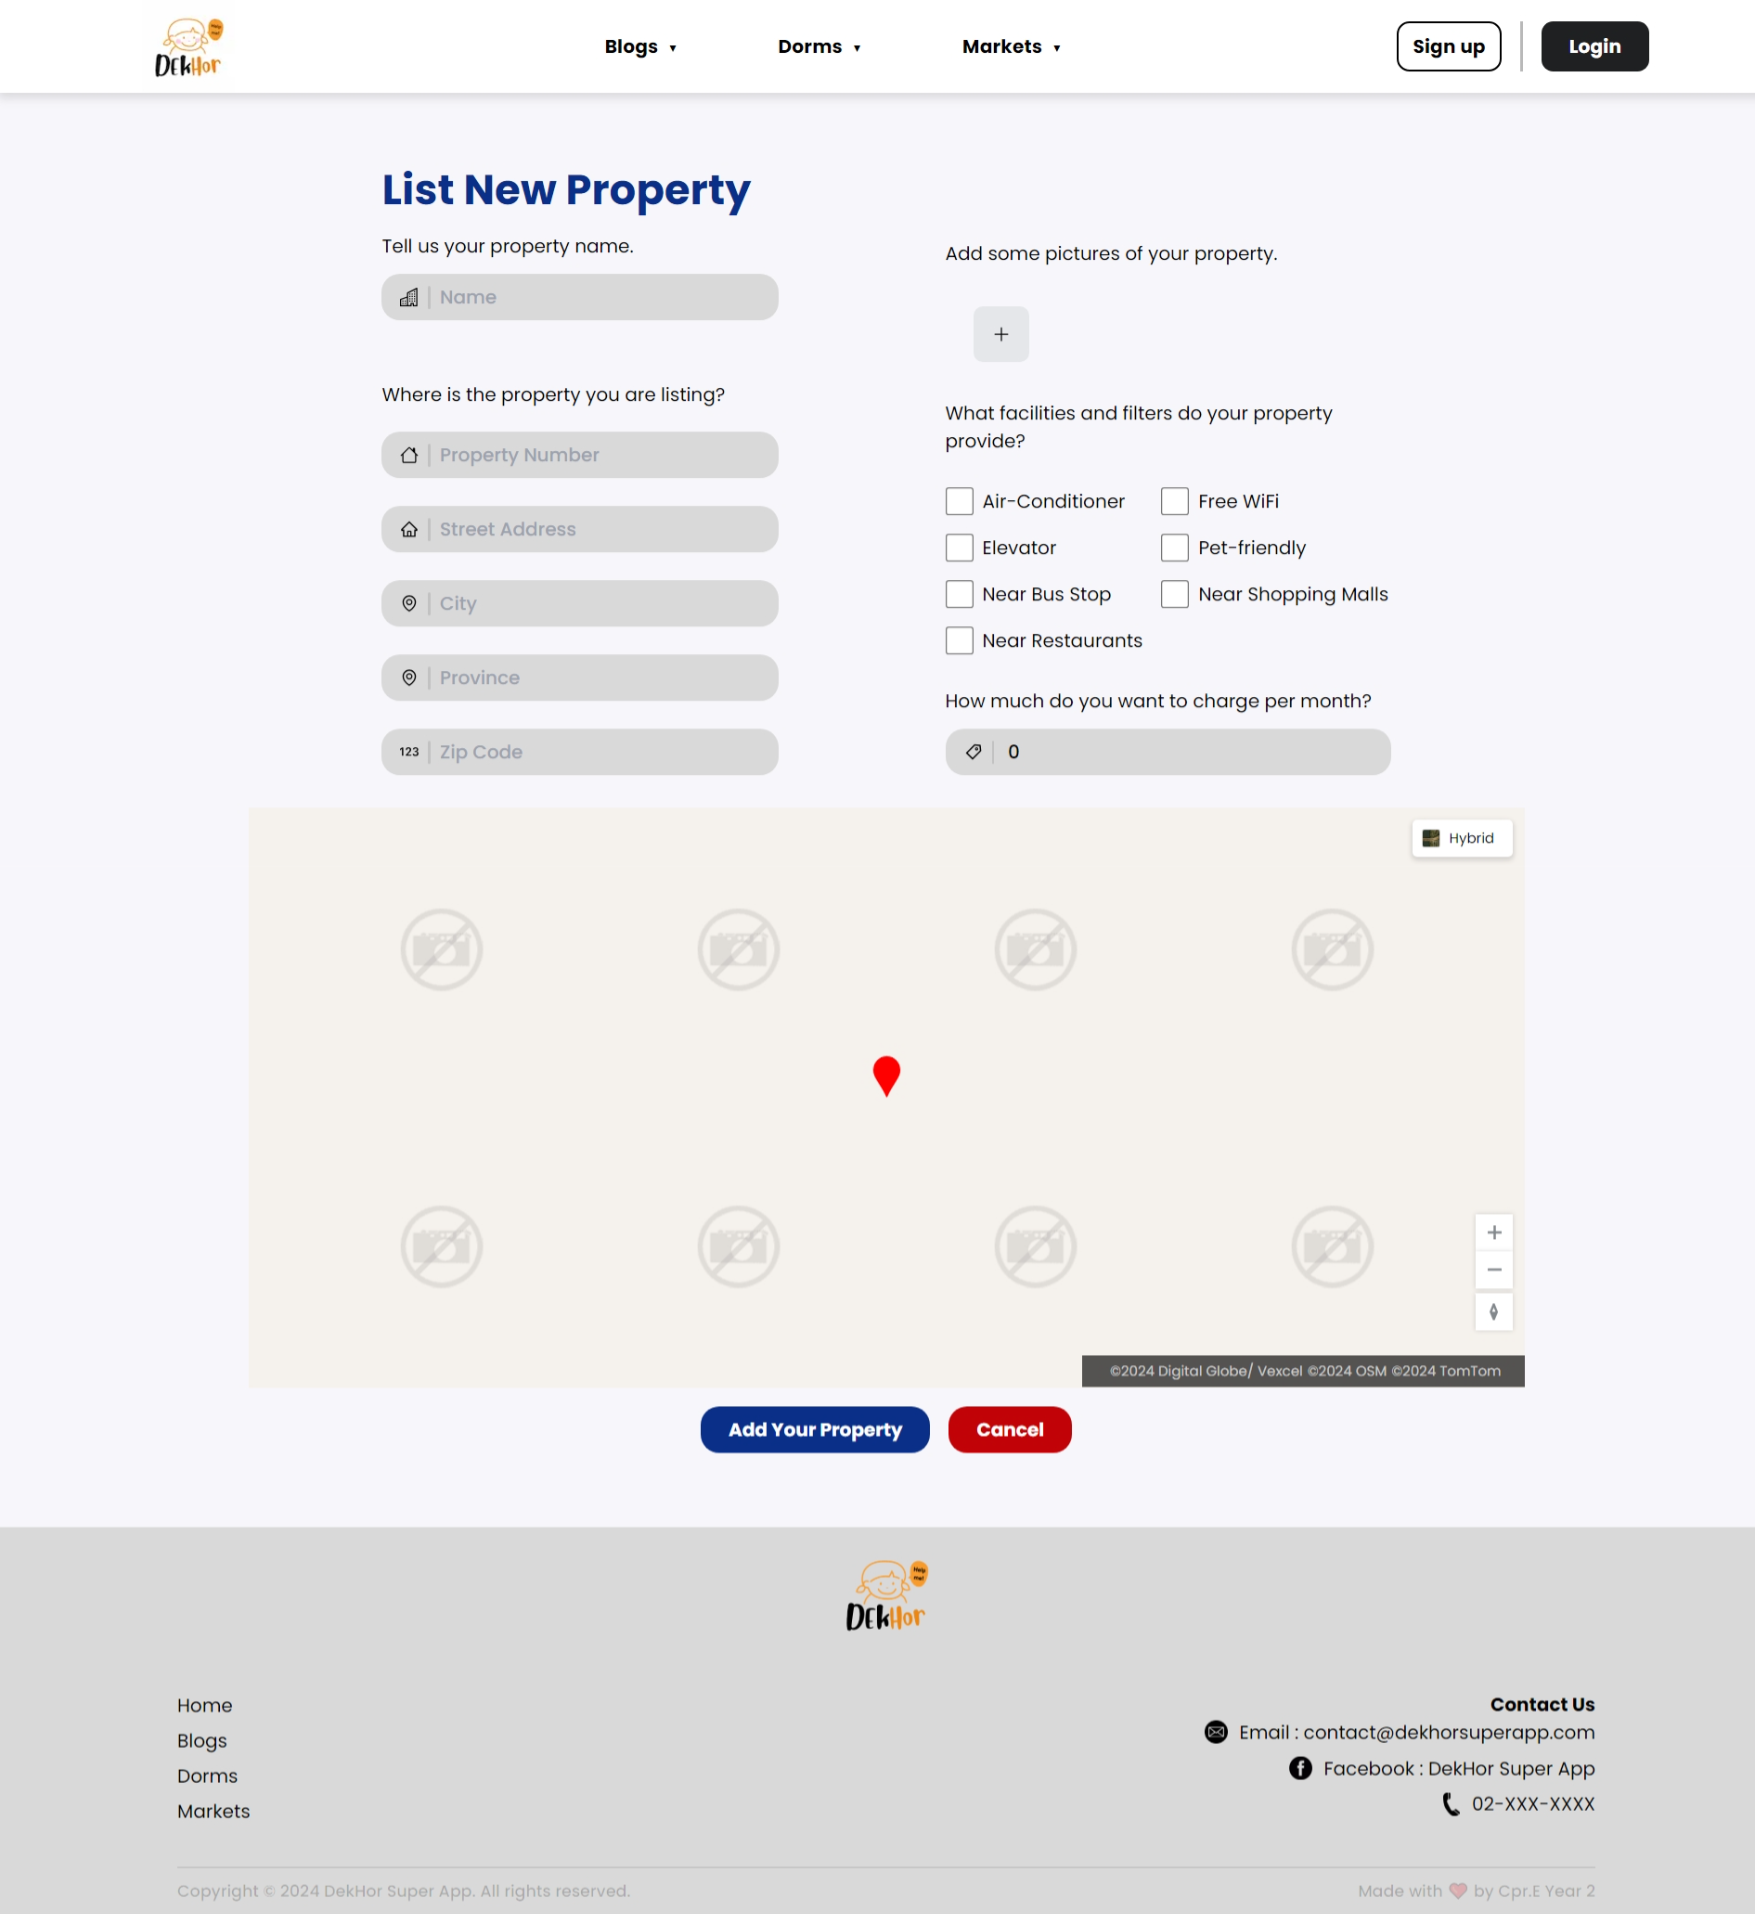 Help me!
DEkHor
Blogs ▼
Dorms ▼
Markets ▼
Sign up
Login
List New Property
Tell us your property name.
Name
Where is the property you are listing?
Property Number
Street Address
City
Province
123 Zip Code
Add some pictures of your property.
+
What facilities and filters do your property
provide?
Air-Conditioner
Free WiFi
Elevator
Pet-friendly
Near Bus Stop
Near Shopping Malls
Near Restaurants
How much do you want to charge per month?
0
Hybrid
©2024 Digital Globe/ Vexcel ©2024 OSM ©2024 TomTom
Add Your Property
Cancel
Help me!
DEkHor
Home
Blogs
Dorms
Markets
Contact Us
Email : contact@dekhorsuperapp.com
Facebook : DekHor Super App
02-XXX-XXXX
Copyright © 2024 DekHor Super App. All rights reserved.
Made with ❤ by Cpr.E Year 2